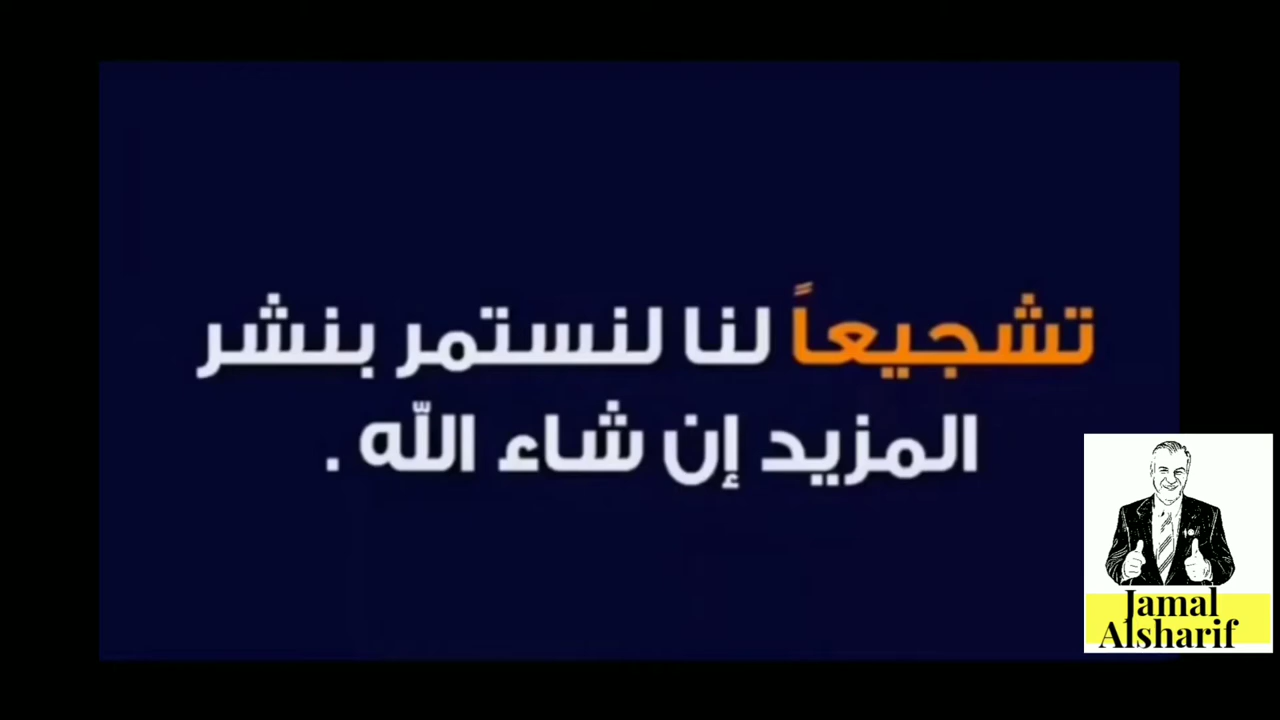 تشجيعاً لنا لنستمر بنشر
المزيد إن شاء الله .
Jamal
Alsharif